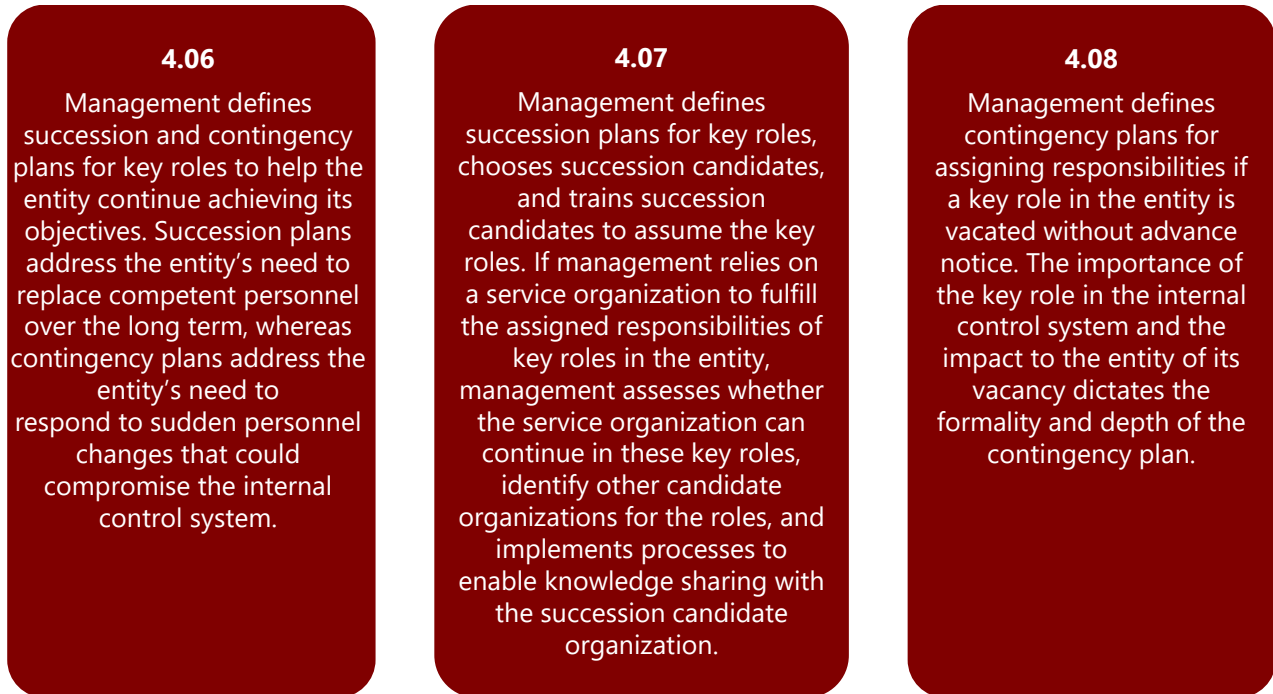 4.06
Management defines
succession and contingency
plans for key roles to help the
entity continue achieving its
objectives. Succession plans
address the entity’s need to
replace competent personnel
over the long term, whereas
contingency plans address the
entity’s need to
respond to sudden personnel
changes that could
compromise the internal
control system.
4.07
Management defines
succession plans for key roles,
chooses succession candidates,
and trains succession
candidates to assume the key
roles. If management relies on
a service organization to fulfill
the assigned responsibilities of
key roles in the entity,
management assesses whether
the service organization can
continue in these key roles,
identify other candidate
organizations for the roles, and
implements processes to
enable knowledge sharing with
the succession candidate
organization.
4.08
Management defines
contingency plans for
assigning responsibilities if
a key role in the entity is
vacated without advance
notice. The importance of
the key role in the internal
control system and the
impact to the entity of its
vacancy dictates the
formality and depth of the
contingency plan.